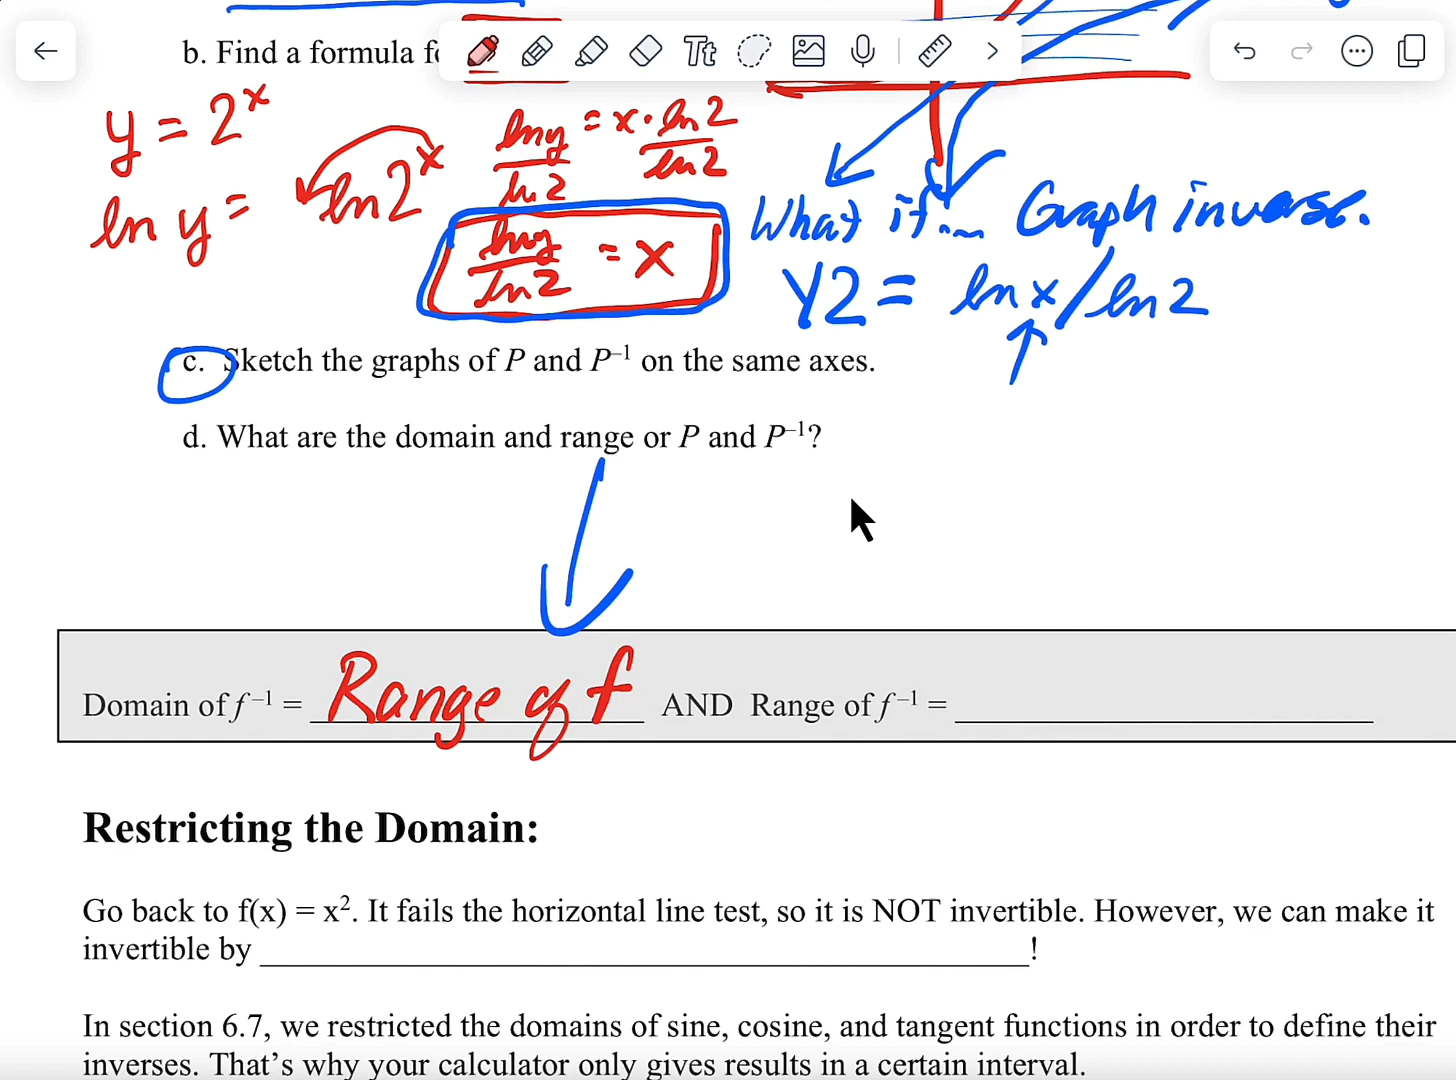 b. Find a formula f
Tt
y = 2^x
ln y = ln 2^x
ln y / ln 2 = x · ln 2 / ln 2
ln y / ln 2 = x
What if... Graph inverse.
Y2 = ln x / ln 2
c. Sketch the graphs of P and P⁻¹ on the same axes.
d. What are the domain and range or P and P⁻¹?
Domain of f⁻¹ = Range of f AND Range of f⁻¹ = ____________
Restricting the Domain:
Go back to f(x) = x². It fails the horizontal line test, so it is NOT invertible. However, we can make it
invertible by ____________!
In section 6.7, we restricted the domains of sine, cosine, and tangent functions in order to define their
inverses. That’s why your calculator only gives results in a certain interval.